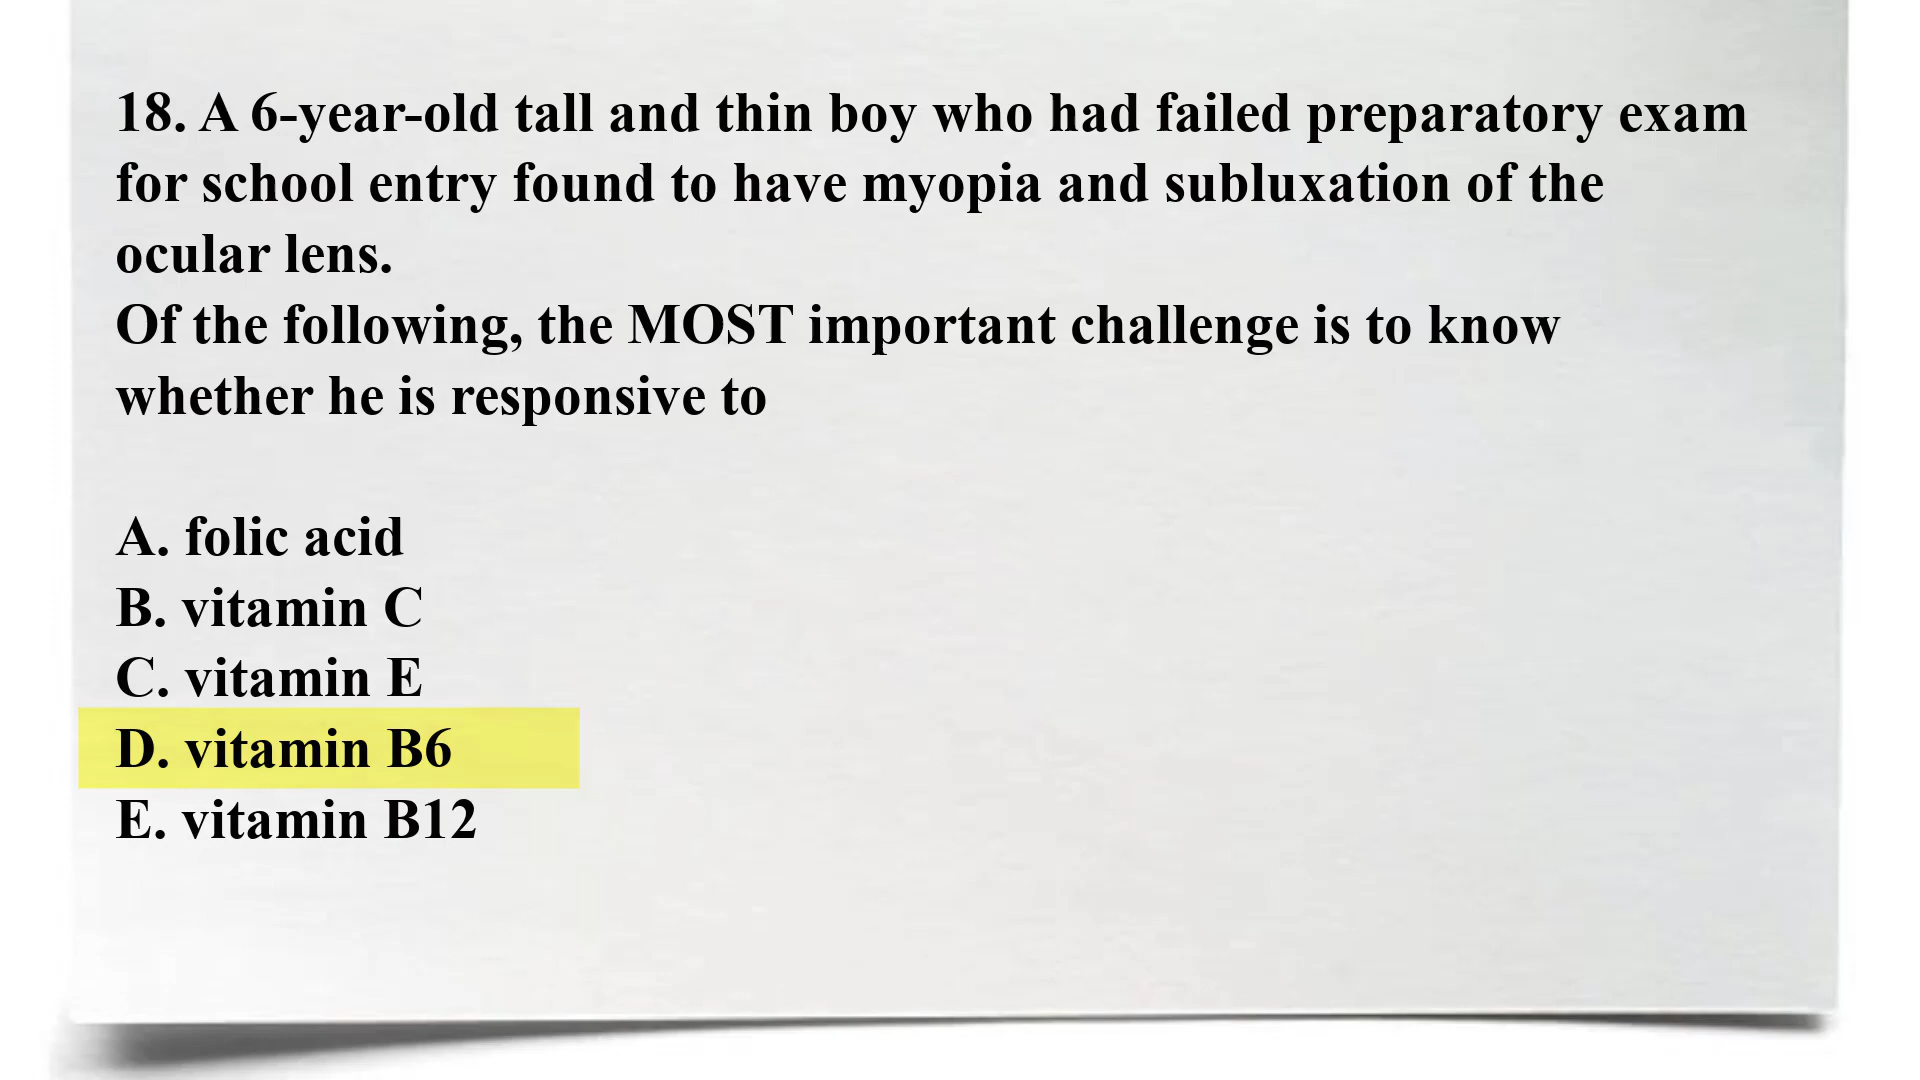 18. A 6-year-old tall and thin boy who had failed preparatory exam
for school entry found to have myopia and subluxation of the
ocular lens.
Of the following, the MOST important challenge is to know
whether he is responsive to
A. folic acid
B. vitamin C
C. vitamin E
D. vitamin B6
E. vitamin B12